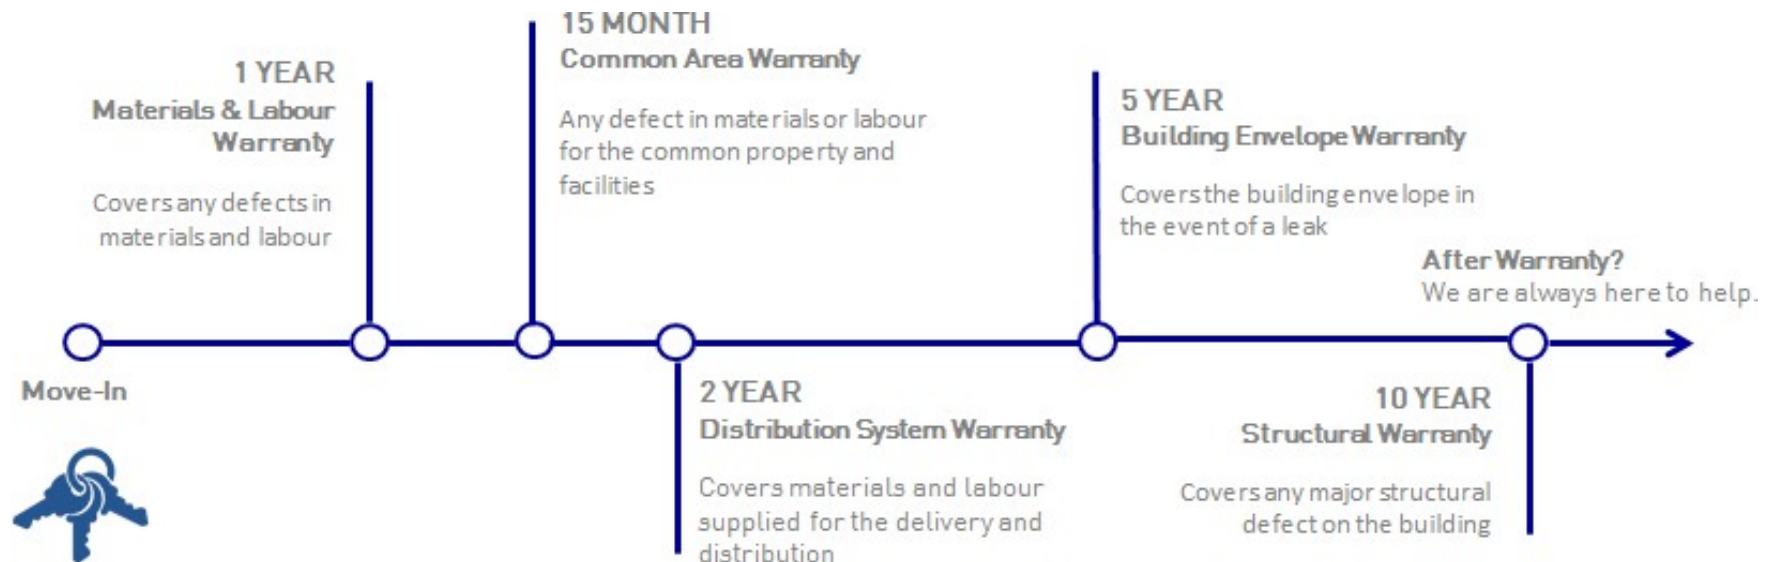 1 YEAR
Materials & Labour
Warranty
Covers any defects in
materials and labour
15 MONTH
Common Area Warranty
Any defect in materials or labour
for the common property and
facilities
5 YEAR
Building Envelope Warranty
Covers the building envelope in
the event of a leak
After Warranty?
We are always here to help.
Move-In
2 YEAR
Distribution System Warranty
Covers materials and labour
supplied for the delivery and
distribution
10 YEAR
Structural Warranty
Covers any major structural
defect on the building